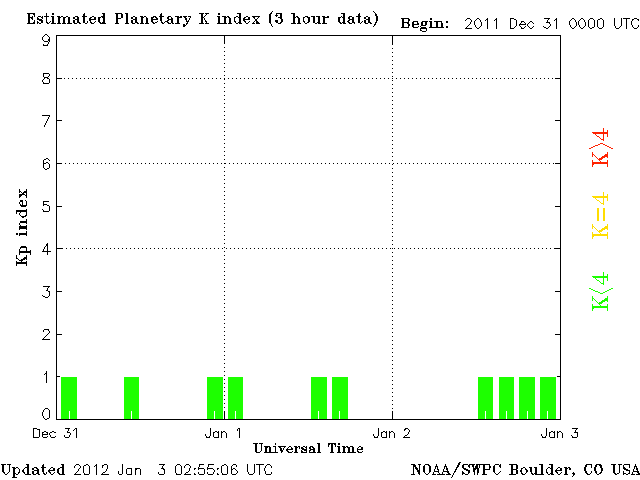 Estimated Planetary K index (3 hour data) Begin: 2011 Dec 31 0000 UTC
9
8
7
6
5
4
3
2
1
0
Kp index
K>4
K=4
K<4
Dec 31 Jan 1 Jan 2 Jan 3
Universal Time
Updated 2012 Jan 3 02:55:06 UTC NOAA/SWPC Boulder, CO USA